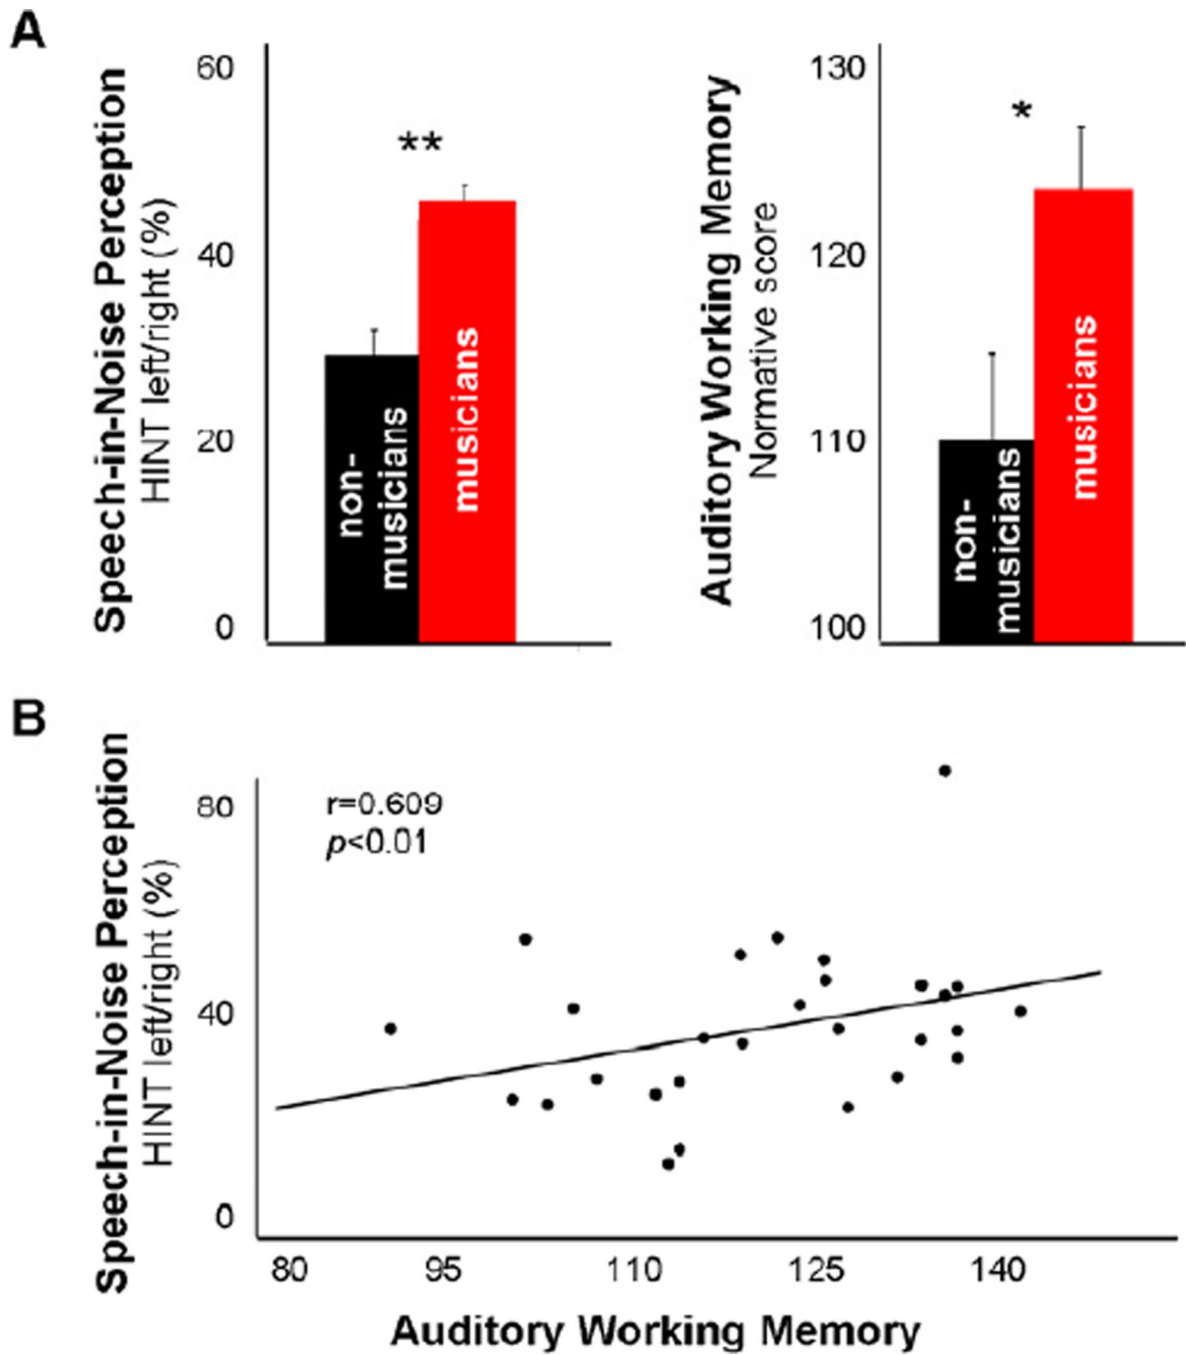 A
Speech-in-Noise Perception
HINT left/right (%)
60
40
20
0
**
non-
musicians
musicians
Auditory Working Memory
Normative score
130
120
110
100
*
non-
musicians
musicians
B
Speech-in-Noise Perception
HINT left/right (%)
80
40
0
r=0.609
p<0.01
80 95 110 125 140
Auditory Working Memory